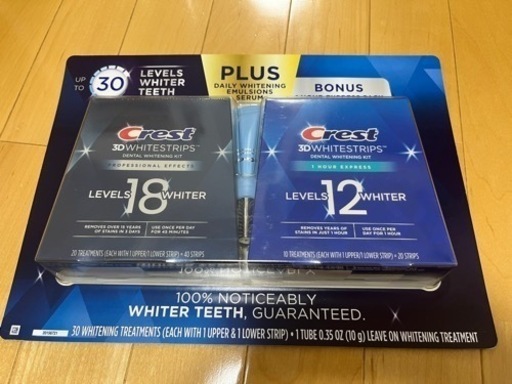 UP TO 30 LEVELS WHITER TEETH
PLUS
DAILY WHITENING
EMULSIONS
SERUM
BONUS
Crest
3DWHITESTRIPS™
DENTAL WHITENING KIT
PROFESSIONAL EFFECTS
LEVELS 18 WHITER
REMOVES OVER 15 YEARS OF STAINS IN 3 DAYS
USE ONCE PER DAY FOR 45 MINUTES
20 TREATMENTS (EACH WITH 1 UPPER/1 LOWER STRIP) = 40 STRIPS
Crest
3DWHITESTRIPS™
DENTAL WHITENING KIT
1 HOUR EXPRESS
LEVELS 12 WHITER
REMOVES YEARS OF STAINS IN JUST 1 HOUR
USE ONCE PER DAY FOR 1 HOUR
10 TREATMENTS (EACH WITH 1 UPPER/1 LOWER STRIP) = 20 STRIPS
100% NOTICEABLY
WHITER TEETH, GUARANTEED.
30 WHITENING TREATMENTS (EACH WITH 1 UPPER & 1 LOWER STRIP) • 1 TUBE 0.35 OZ (10 g) LEAVE ON WHITENING TREATMENT